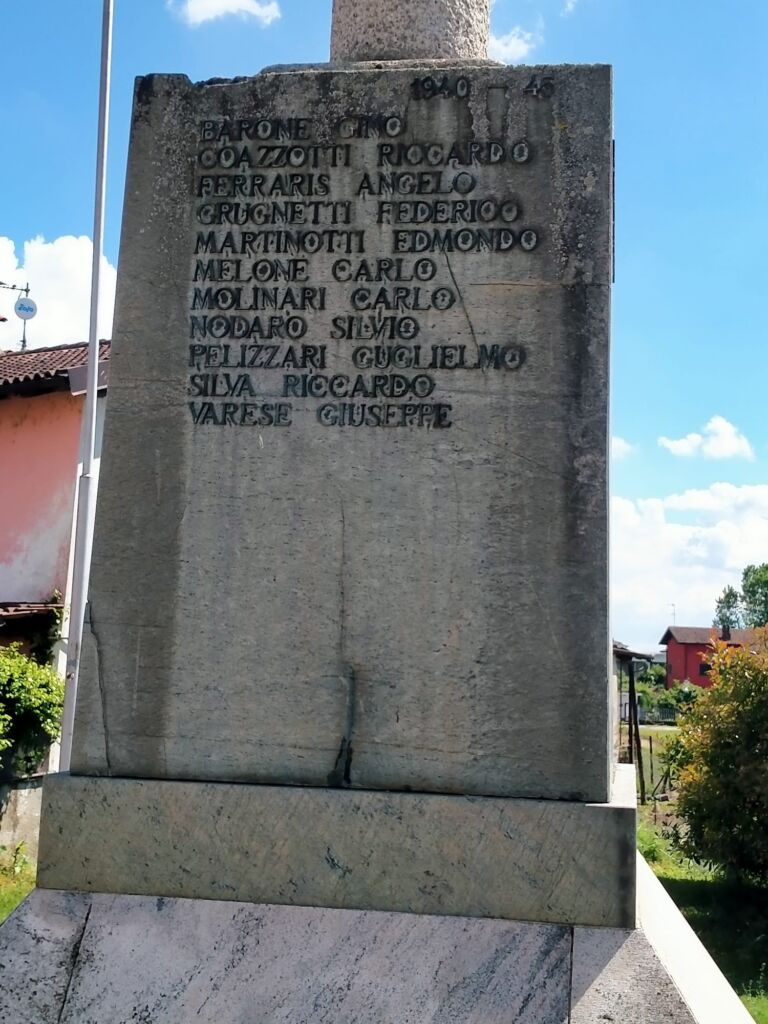 1940 - 45
BARONE GINO
COAZZOTTI RICCARDO
FERRARIS ANGELO
GRUGNETTI FEDERICO
MARTINOTTI EDMONDO
MELONE CARLO
MOLINARI CARLO
NODARO SILVIO
PELIZZARI GUGLIELMO
SILVA RICCARDO
VARESE GIUSEPPE